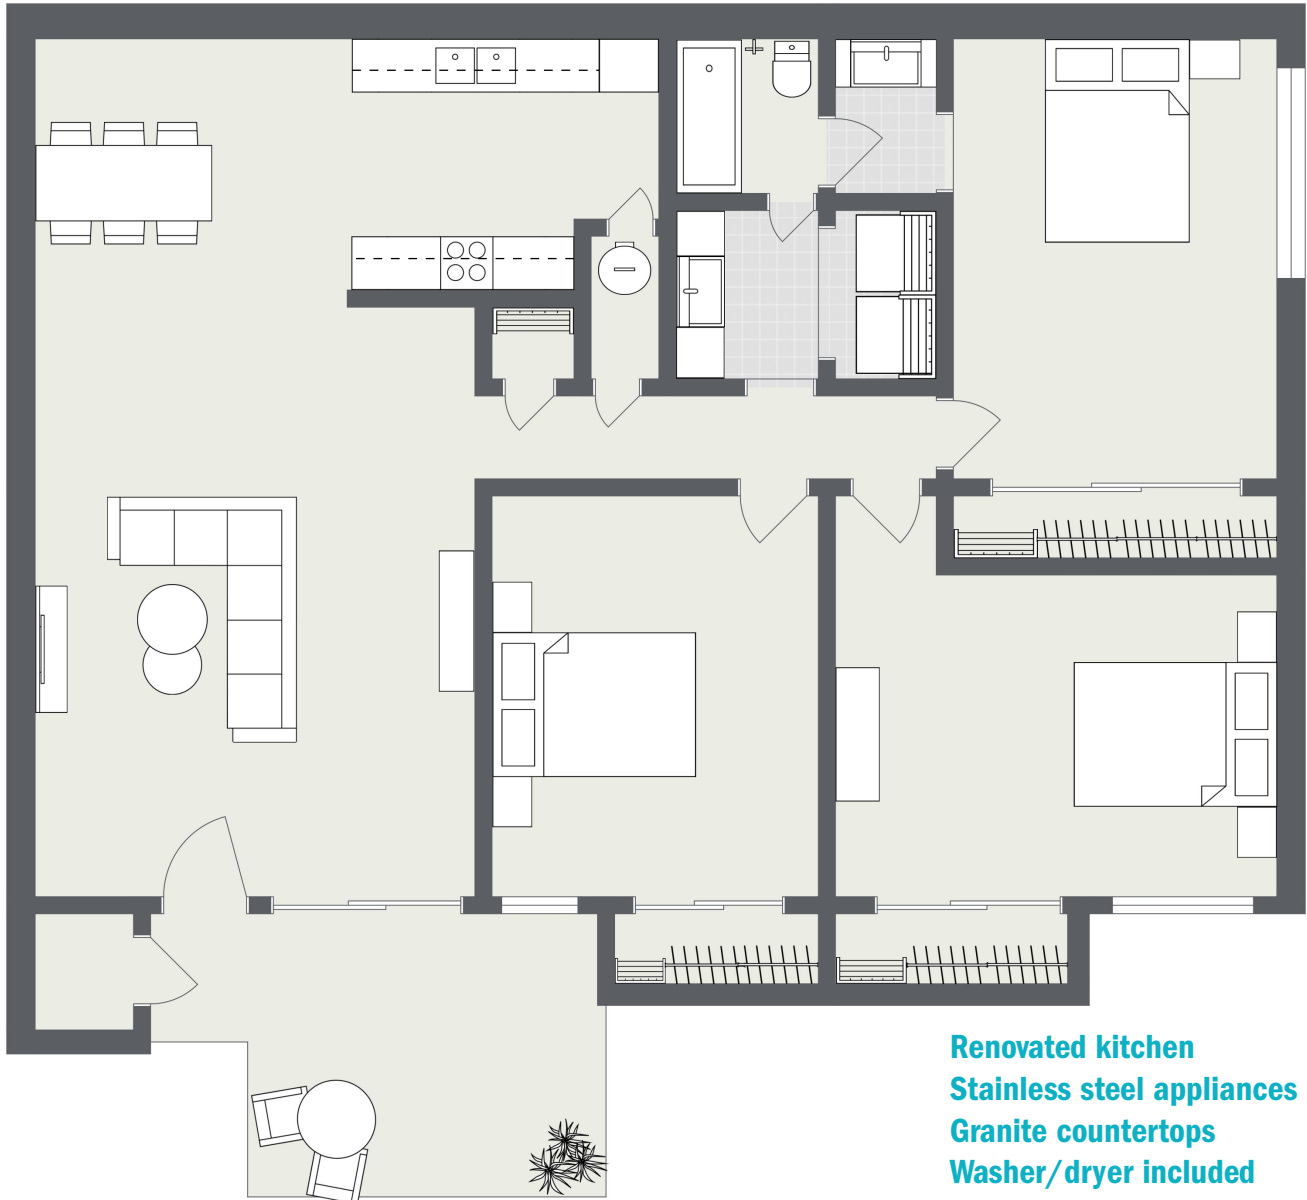 Renovated kitchen
Stainless steel appliances
Granite countertops
Washer/dryer included